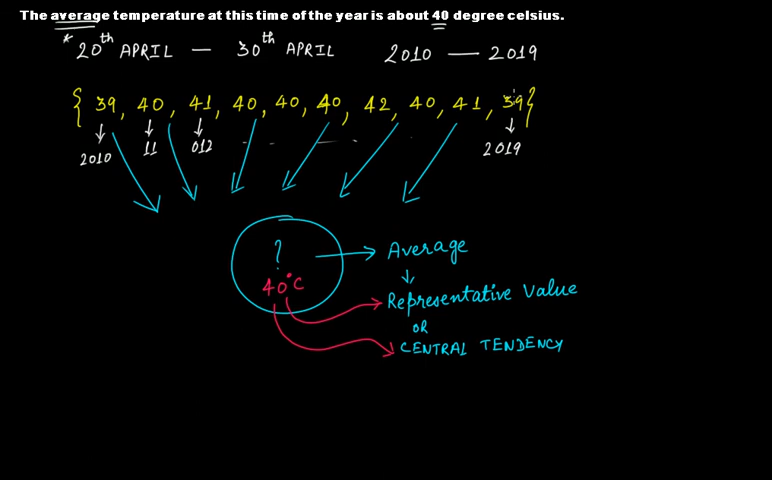 The average temperature at this time of the year is about 40 degree celsius.
* 20th APRIL — 30th APRIL 2010 — 2019
{ 39, 40, 41, 40, 40, 40, 42, 40, 41, 39 }
2010 11 012 2019
?
40°C
Average
Representative Value
OR
CENTRAL TENDENCY